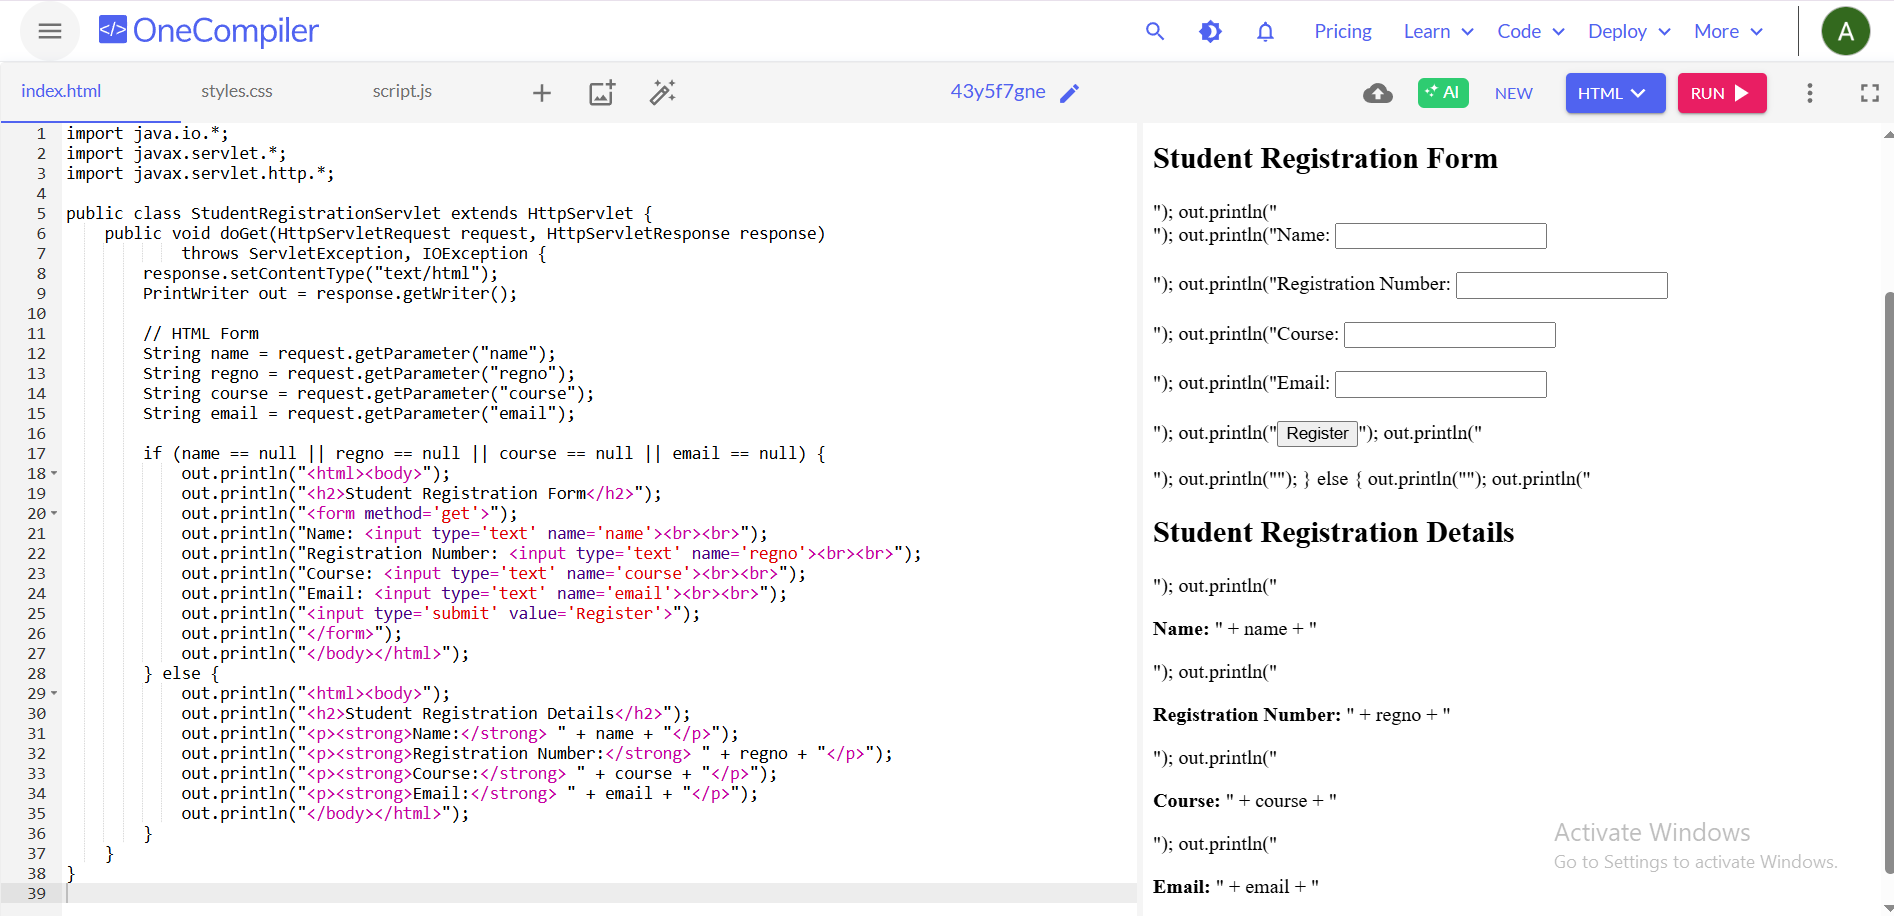 OneCompiler
Pricing Learn Code Deploy More A
index.html styles.css script.js 43y5f7gne AI NEW HTML RUN
1 import java.io.*;
2 import javax.servlet.*;
3 import javax.servlet.http.*;
4
5 public class StudentRegistrationServlet extends HttpServlet {
6 public void doGet(HttpServletRequest request, HttpServletResponse response)
7 throws ServletException, IOException {
8 response.setContentType("text/html");
9 PrintWriter out = response.getWriter();
10
11 // HTML Form
12 String name = request.getParameter("name");
13 String regno = request.getParameter("regno");
14 String course = request.getParameter("course");
15 String email = request.getParameter("email");
16
17 if (name == null || regno == null || course == null || email == null) {
18 out.println("<html><body>");
19 out.println("<h2>Student Registration Form</h2>");
20 out.println("<form method='get'>");
21 out.println("Name: <input type='text' name='name'><br><br>");
22 out.println("Registration Number: <input type='text' name='regno'><br><br>");
23 out.println("Course: <input type='text' name='course'><br><br>");
24 out.println("Email: <input type='text' name='email'><br><br>");
25 out.println("<input type='submit' value='Register'>");
26 out.println("</form>");
27 out.println("</body></html>");
28 } else {
29 out.println("<html><body>");
30 out.println("<h2>Student Registration Details</h2>");
31 out.println("<p><strong>Name:</strong> " + name + "</p>");
32 out.println("<p><strong>Registration Number:</strong> " + regno + "</p>");
33 out.println("<p><strong>Course:</strong> " + course + "</p>");
34 out.println("<p><strong>Email:</strong> " + email + "</p>");
35 out.println("</body></html>");
36 }
37 }
38 }
39
Student Registration Form
"); out.println("
"); out.println("Name:
"); out.println("Registration Number:
"); out.println("Course:
"); out.println("Email:
"); out.println("Register"); out.println("
"); out.println(""); } else { out.println(""); out.println("
Student Registration Details
"); out.println("
Name: " + name + "
"); out.println("
Registration Number: " + regno + "
"); out.println("
Course: " + course + "
"); out.println("
Email: " + email + "
Activate Windows
Go to Settings to activate Windows.